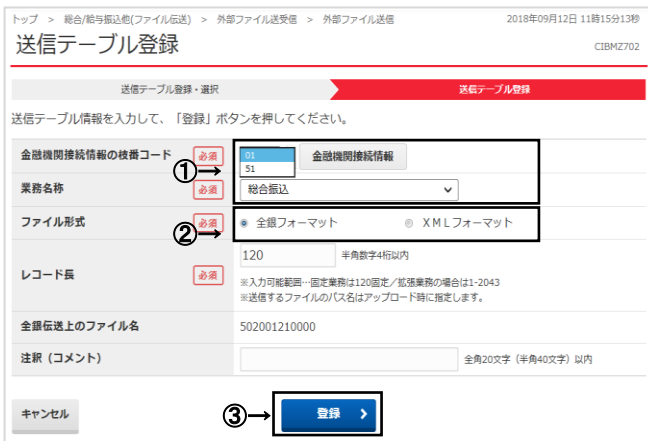 トップ > 総合/給与振込他(ファイル伝送) > 外部ファイル送受信 > 外部ファイル送信 2018年09月12日 11時15分13秒
送信テーブル登録 CIBMZ702
送信テーブル登録・選択 送信テーブル登録
送信テーブル情報を入力して、「登録」ボタンを押してください。
金融機関接続情報の枝番コード 必須 01 金融機関接続情報
① 51
業務名称 必須 総合振込
ファイル形式 必須 全銀フォーマット XMLフォーマット
②
120 半角数字4桁以内
レコード長 必須
※入力可能範囲…固定業務は120固定／拡張業務の場合は1-2043
※送信するファイルのパス名はアップロード時に指定します。
全銀伝送上のファイル名 502001210000
注釈（コメント） 全角20文字（半角40文字）以内
キャンセル ③ 登録